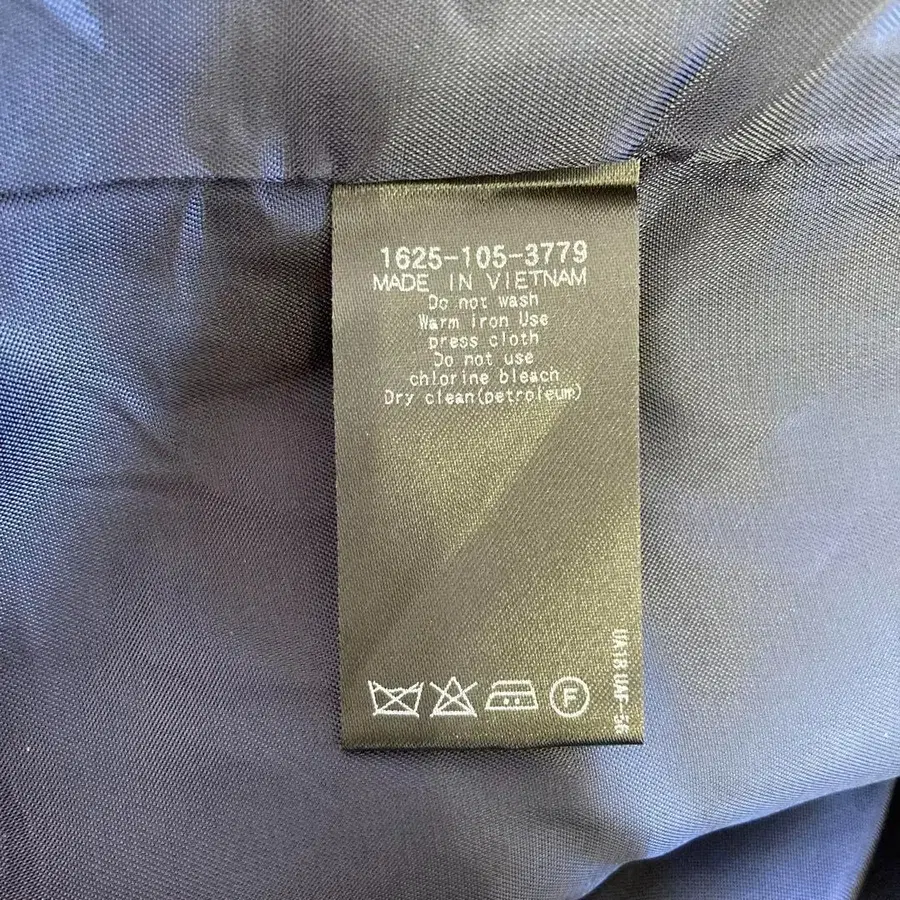 1625-105-3779
MADE IN VIETNAM
Do not wash
Warm iron Use
press cloth
Do not use
chlorine bleach
Dry clean(petroleum)
F